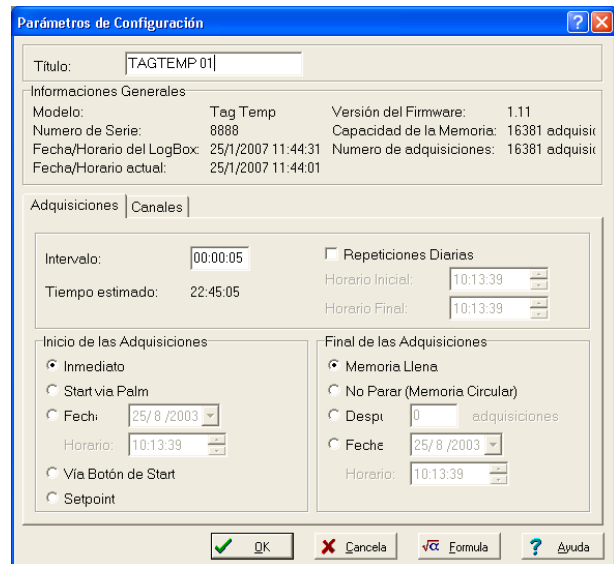 Parámetros de Configuración
Título: TAGTEMP 01
Informaciones Generales
Modelo: Tag Temp Versión del Firmware: 1.11
Numero de Serie: 8888 Capacidad de la Memoria: 16381 adquisi
Fecha/Horario del LogBox: 25/1/2007 11:44:31 Numero de adquisiciones: 16381 adquisi
Fecha/Horario actual: 25/1/2007 11:44:01
Adquisiciones Canales
Intervalo: 00:00:05 Repeticiones Diarias
Horario Inicial: 10:13:39
Tiempo estimado: 22:45:05
Horario Final: 10:13:39
Inicio de las Adquisiciones
Inmediato
Start via Palm
Fech 25/ 8 /2003
Horario: 10:13:39
Vía Botón de Start
Setpoint
Final de las Adquisiciones
Memoria Llena
No Parar (Memoria Circular)
Despu 0 adquisiciones
Feche 25/ 8 /2003
Horario: 10:13:39
OK Cancela √α Formula ? Ayuda